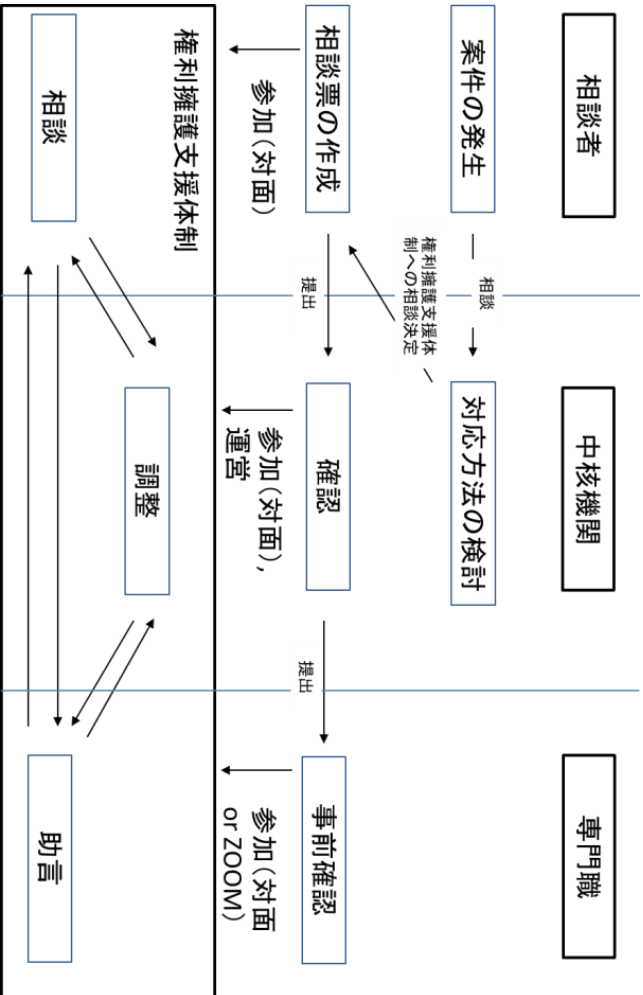 相談者
中核機関
専門職
案件の発生
相談
対応方法の検討
権利擁護支援体
制への相談決定
相談票の作成
提出
確認
提出
事前確認
参加(対面)
参加(対面),
運営
参加(対面
or ZOOM)
権利擁護支援体制
調整
相談
助言